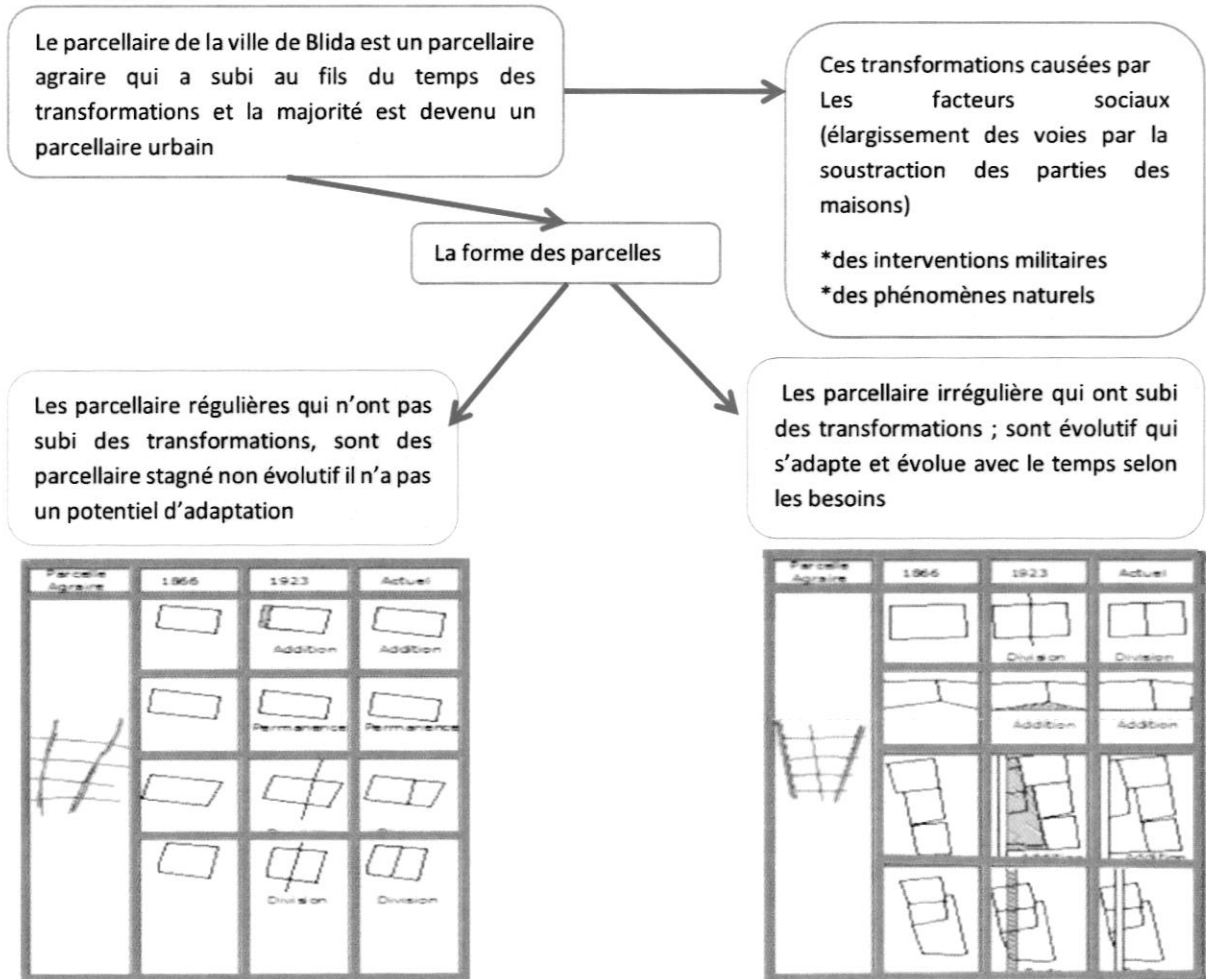 Le parcellaire de la ville de Blida est un parcellaire
agraire qui a subi au fils du temps des
transformations et la majorité est devenu un
parcellaire urbain
Ces transformations causées par
Les facteurs sociaux
(élargissement des voies par la
soustraction des parties des
maisons)
*des interventions militaires
*des phénomènes naturels
La forme des parcelles
Les parcellaire régulières qui n'ont pas
subi des transformations, sont des
parcellaire stagné non évolutif il n'a pas
un potentiel d'adaptation
Les parcellaire irrégulière qui ont subi
des transformations ; sont évolutif qui
s'adapte et évolue avec le temps selon
les besoins
Parcelle
Agraire
1866
1923
Actuel
Addition
Addition
Permanence
Permanence
Division
Division
Parcelle
Agraire
1866
1923
Actuel
Division
Division
Addition
Addition
Addition
Addition